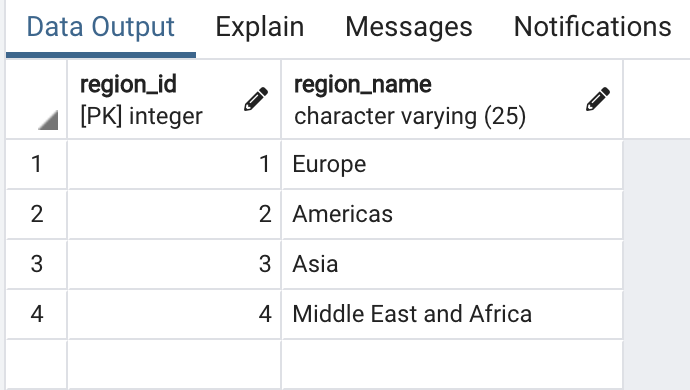 Data Output Explain Messages Notifications
region_id region_name
[PK] integer character varying (25)
1 1 Europe
2 2 Americas
3 3 Asia
4 4 Middle East and Africa